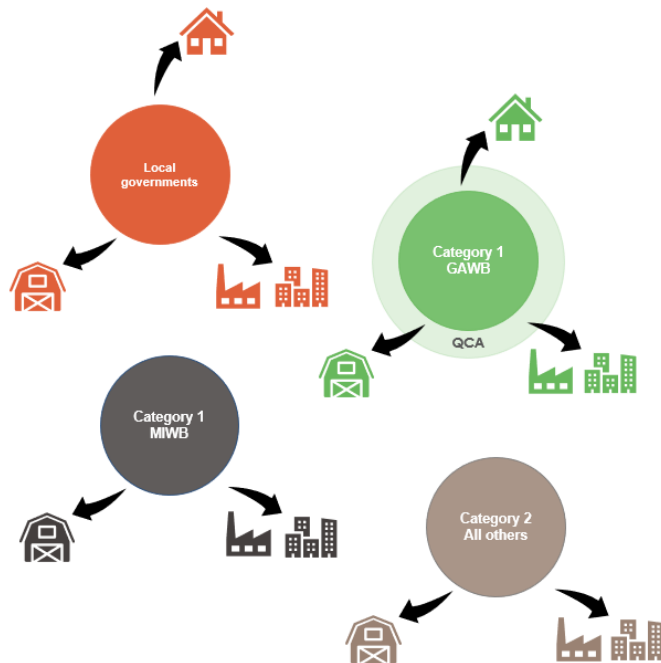 Local
governments
Category 1
GAWB
QCA
Category 1
MIWB
Category 2
All others